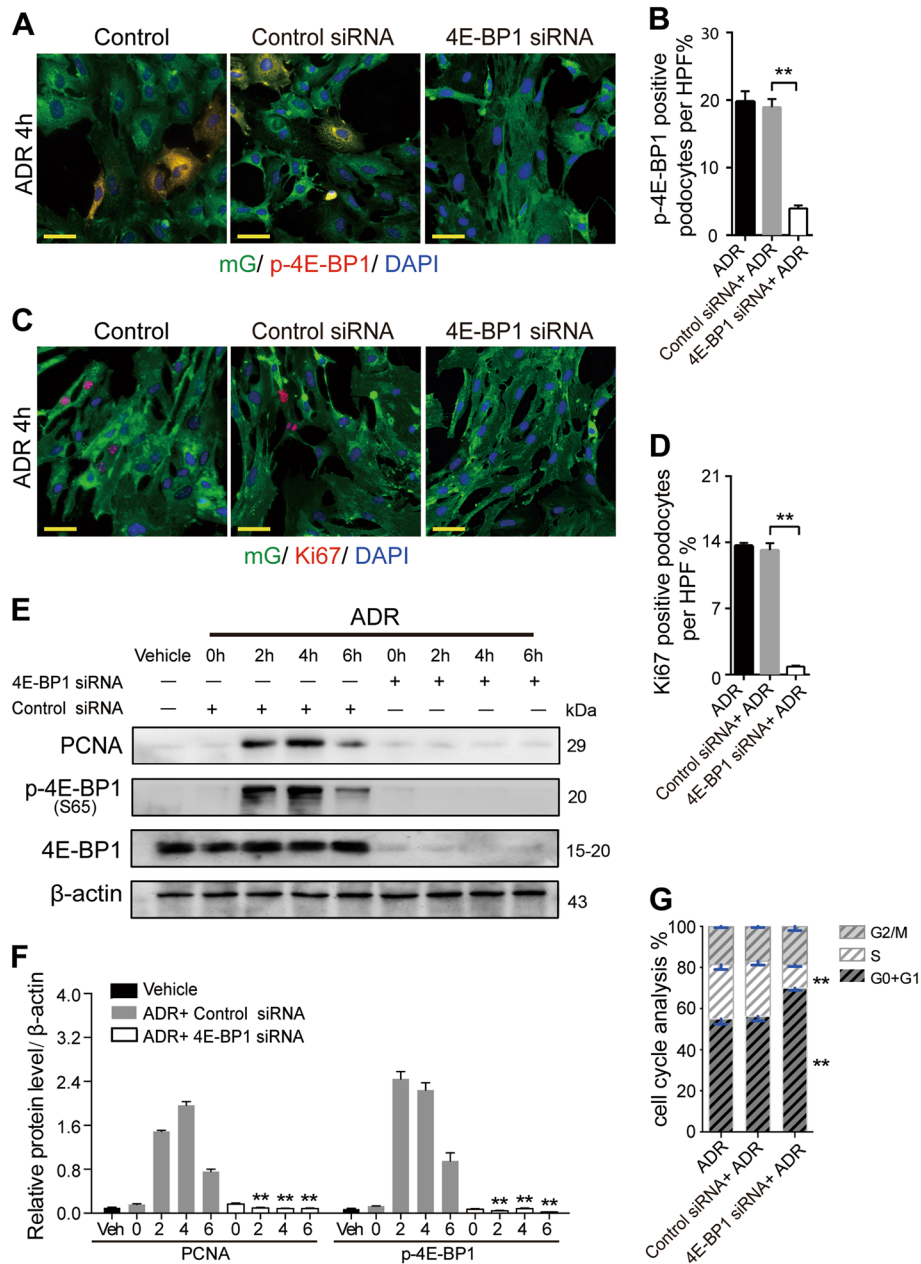 A
Control
Control siRNA
4E-BP1 siRNA
ADR 4h
mG/ p-4E-BP1/ DAPI
B
p-4E-BP1 positive
podocytes per HPF%
30
20
10
0
**
ADR
Control siRNA+ ADR
4E-BP1 siRNA+ ADR
C
Control
Control siRNA
4E-BP1 siRNA
ADR 4h
mG/ Ki67/ DAPI
D
Ki67 positive podocytes
per HPF %
21
14
7
0
**
ADR
Control siRNA+ ADR
4E-BP1 siRNA+ ADR
E
ADR
Vehicle 0h 2h 4h 6h 0h 2h 4h 6h
4E-BP1 siRNA — — — — — + + + +
Control siRNA — + + + + — — — —
kDa
PCNA 29
p-4E-BP1 20
(S65)
4E-BP1 15-20
β-actin 43
F
Relative protein level/ β-actin
4.0
3.2
2.4
1.6
0.8
0.0
Vehicle
ADR+ Control siRNA
ADR+ 4E-BP1 siRNA
** ** ** ** ** **
Veh 0 2 4 6 0 2 4 6 Veh 0 2 4 6 0 2 4 6
PCNA p-4E-BP1
G
cell cycle analysis %
100
80
60
40
20
0
G2/M
S
G0+G1
**
**
ADR
Control siRNA+ ADR
4E-BP1 siRNA+ ADR